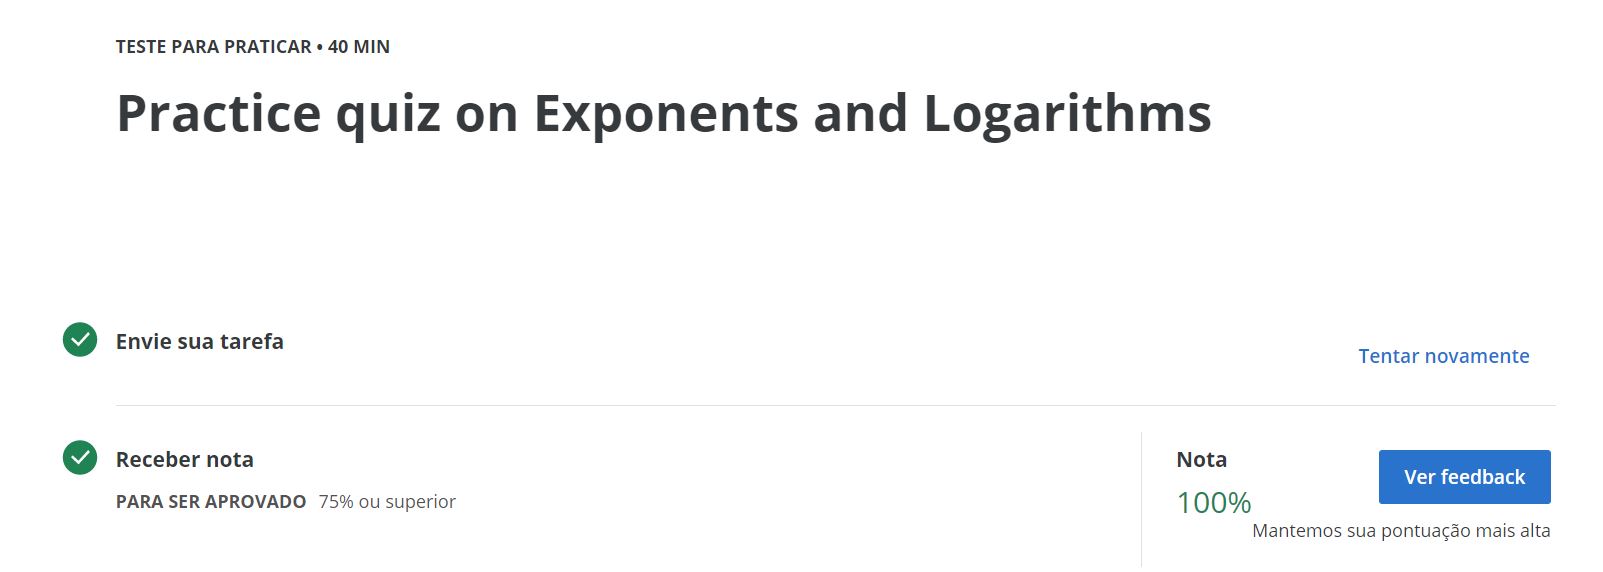 TESTE PARA PRATICAR • 40 MIN
Practice quiz on Exponents and Logarithms
Envie sua tarefa
Tentar novamente
Receber nota
PARA SER APROVADO 75% ou superior
Nota
100%
Ver feedback
Mantemos sua pontuação mais alta